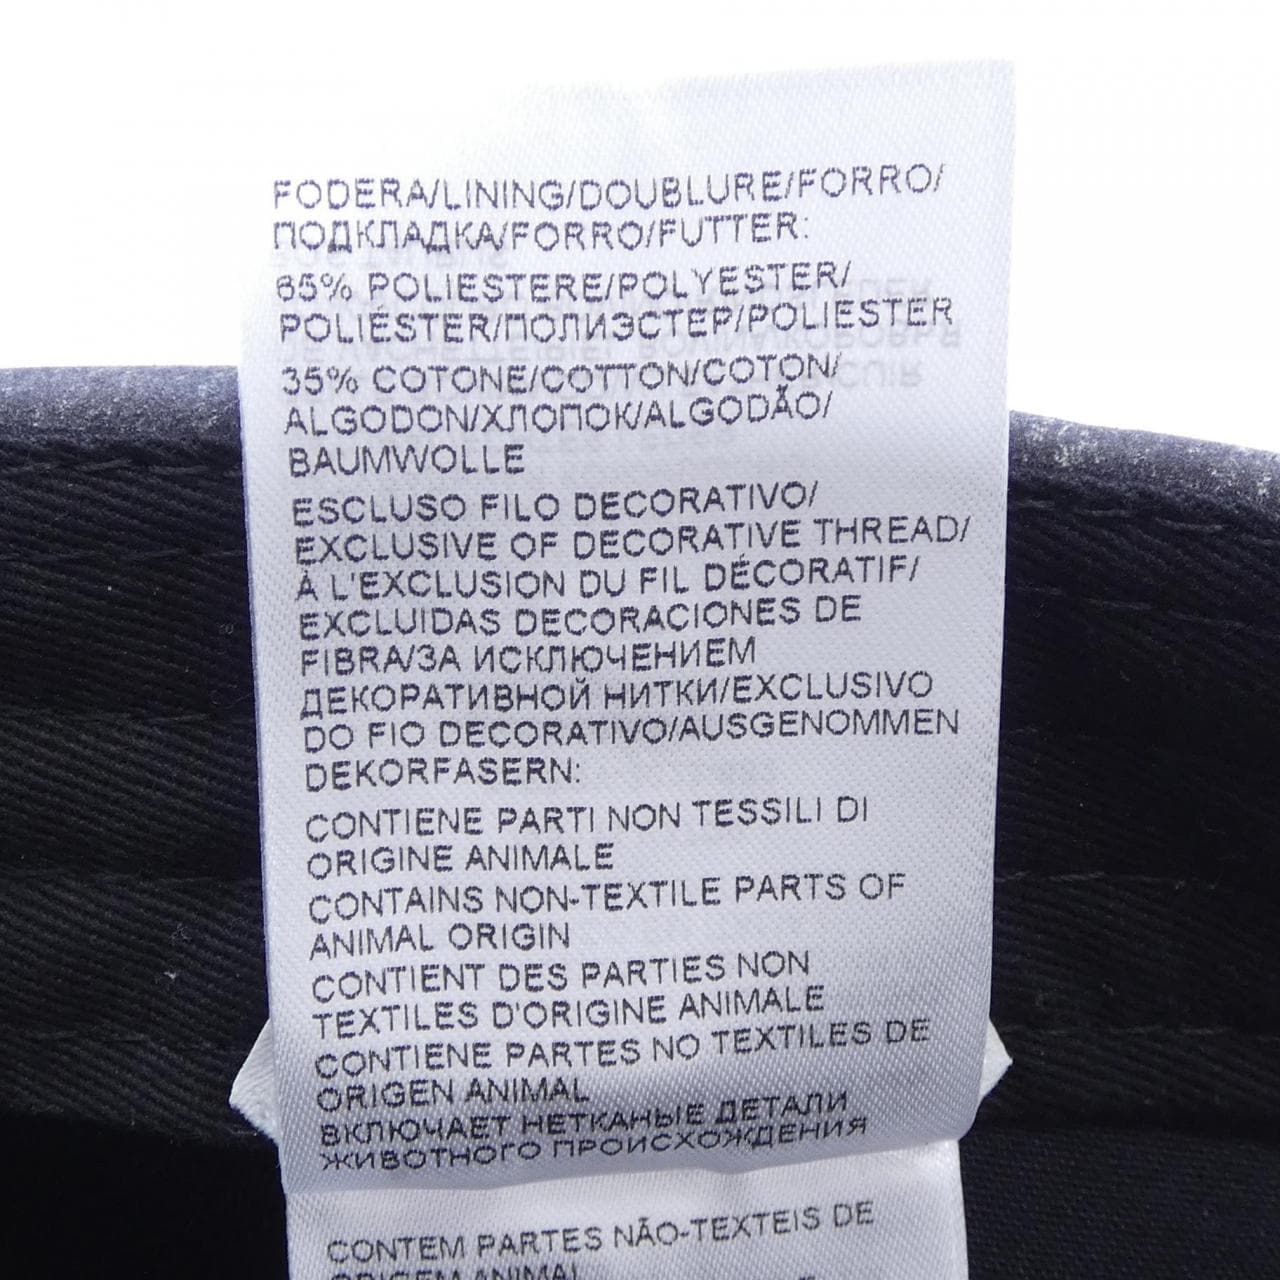 FODERA/LINING/DOUBLURE/FORRO/
ПОДКЛАДКА/FORRO/FUTTER:
65% POLIESTERE/POLYESTER/
POLIÉSTER/ПОЛИЭСТЕР/POLIESTER
35% COTONE/COTTON/COTON/
ALGODON/ХЛОПОК/ALGODÃO/
BAUMWOLLE
ESCLUSO FILO DECORATIVO/
EXCLUSIVE OF DECORATIVE THREAD/
À L'EXCLUSION DU FIL DÉCORATIF/
EXCLUIDAS DECORACIONES DE
FIBRA/ЗА ИСКЛЮЧЕНИЕМ
ДЕКОРАТИВНОЙ НИТКИ/EXCLUSIVO
DO FIO DECORATIVO/AUSGENOMMEN
DEKORFASERN:
CONTIENE PARTI NON TESSILI DI
ORIGINE ANIMALE
CONTAINS NON-TEXTILE PARTS OF
ANIMAL ORIGIN
CONTIENT DES PARTIES NON
TEXTILES D'ORIGINE ANIMALE
CONTIENE PARTES NO TEXTILES DE
ORIGEN ANIMAL
ВКЛЮЧАЕТ НЕТКАНЫЕ ДЕТАЛИ
ЖИВОТНОГО ПРОИСХОЖДЕНИЯ
CONTEM PARTES NÃO-TEXTEIS DE
ORIGEM ANIMAL